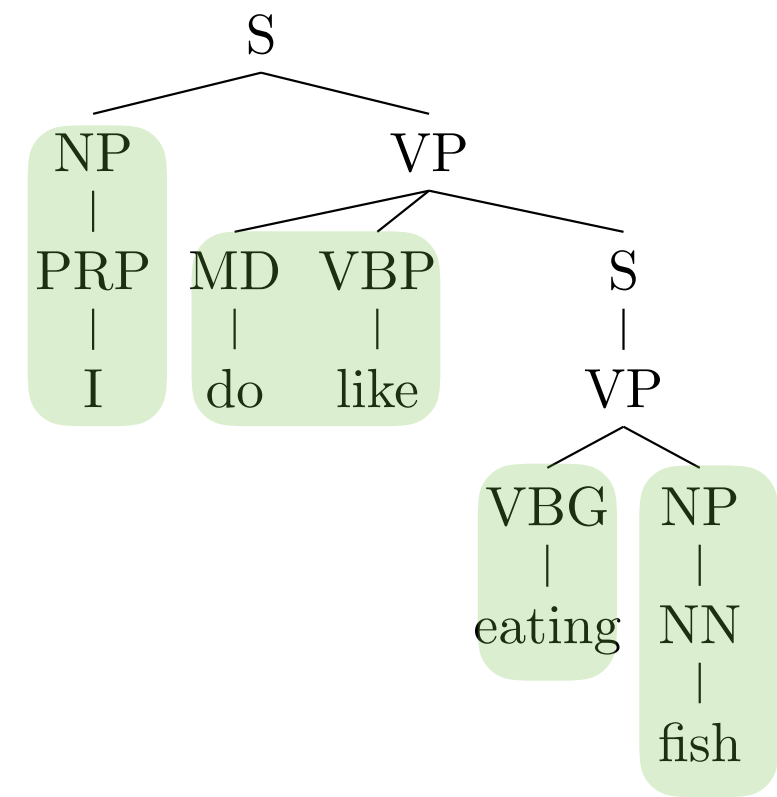 S
NP VP
PRP MD VBP S
I do like VP
VBG NP
eating NN
fish